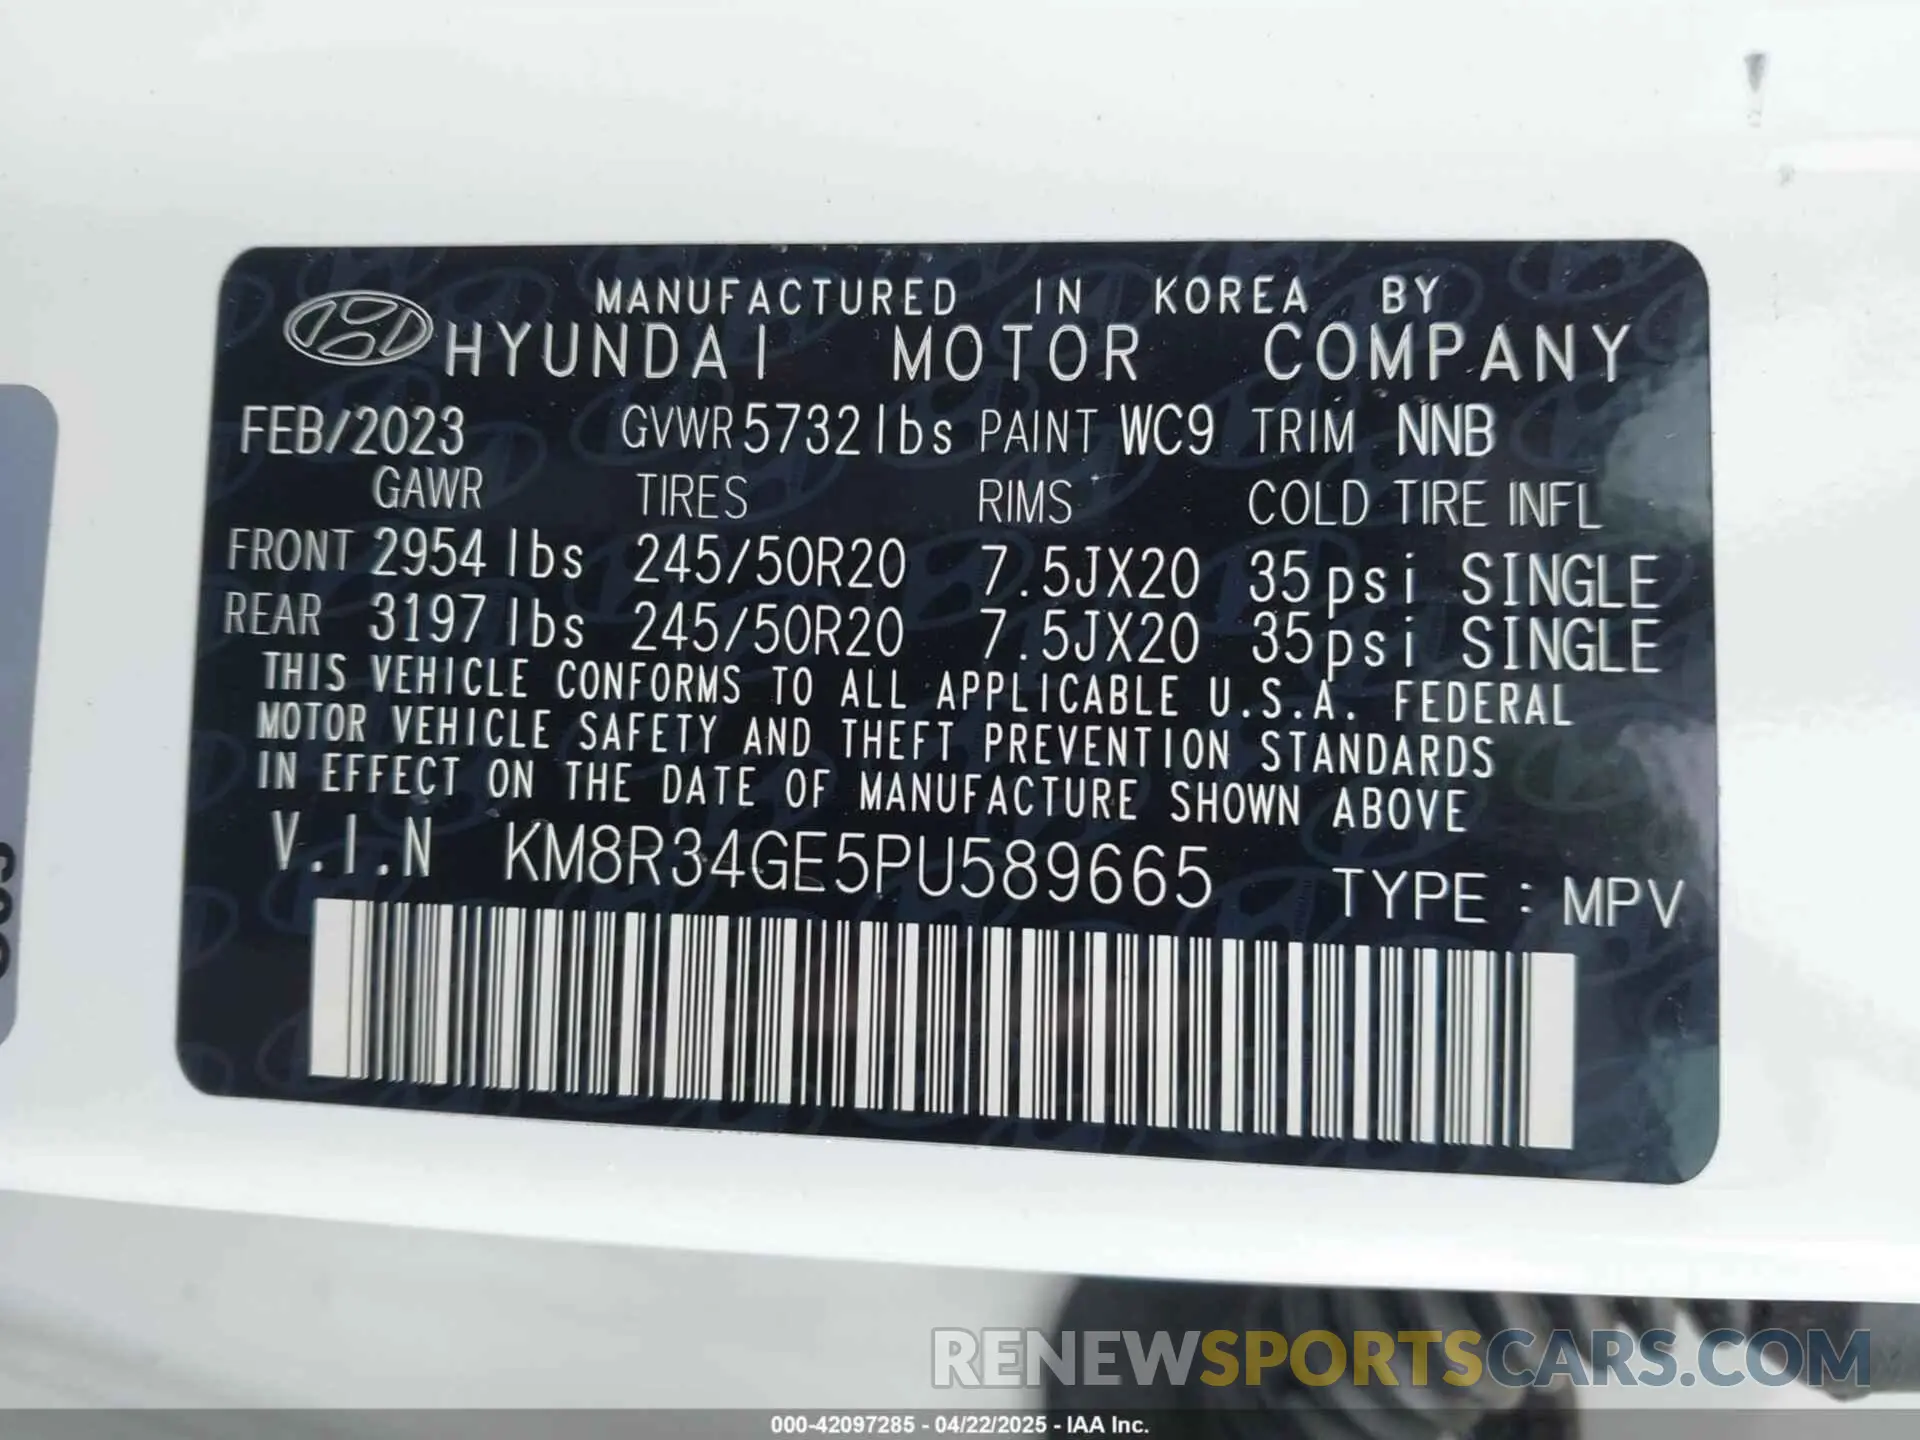 MANUFACTURED IN KOREA BY
HYUNDAI MOTOR COMPANY
FEB/2023 GVWR 5732 lbs PAINT WC9 TRIM NNB
GAWR TIRES RIMS COLD TIRE INFL
FRONT 2954 lbs 245/50R20 7.5JX20 35psi SINGLE
REAR 3197 lbs 245/50R20 7.5JX20 35psi SINGLE
THIS VEHICLE CONFORMS TO ALL APPLICABLE U.S.A. FEDERAL
MOTOR VEHICLE SAFETY AND THEFT PREVENTION STANDARDS
IN EFFECT ON THE DATE OF MANUFACTURE SHOWN ABOVE
V.I.N KM8R34GE5PU589665 TYPE : MPV
RENEWSPORTSCARS.COM
000-42097285 - 04/22/2025 - IAA Inc.